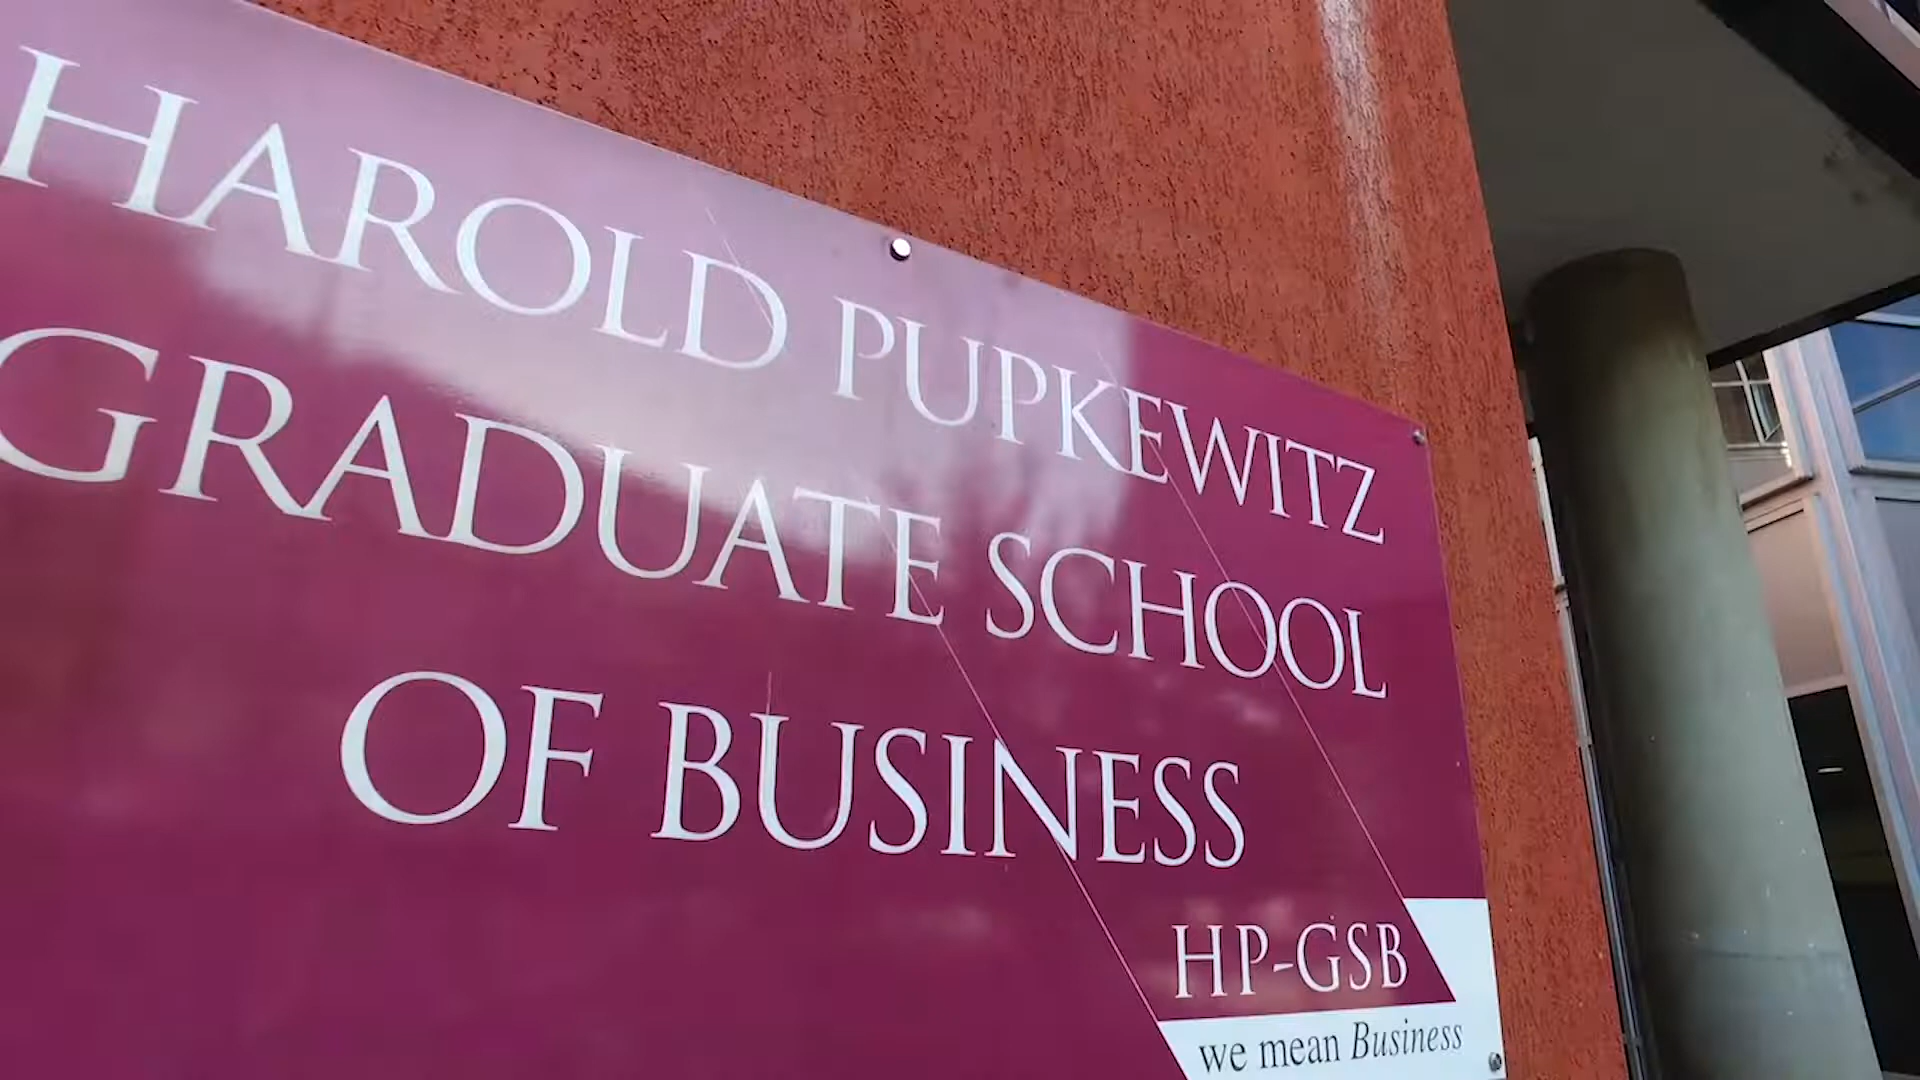 HAROLD PUPKEWITZ
GRADUATE SCHOOL
OF BUSINESS
HP-GSB
we mean Business